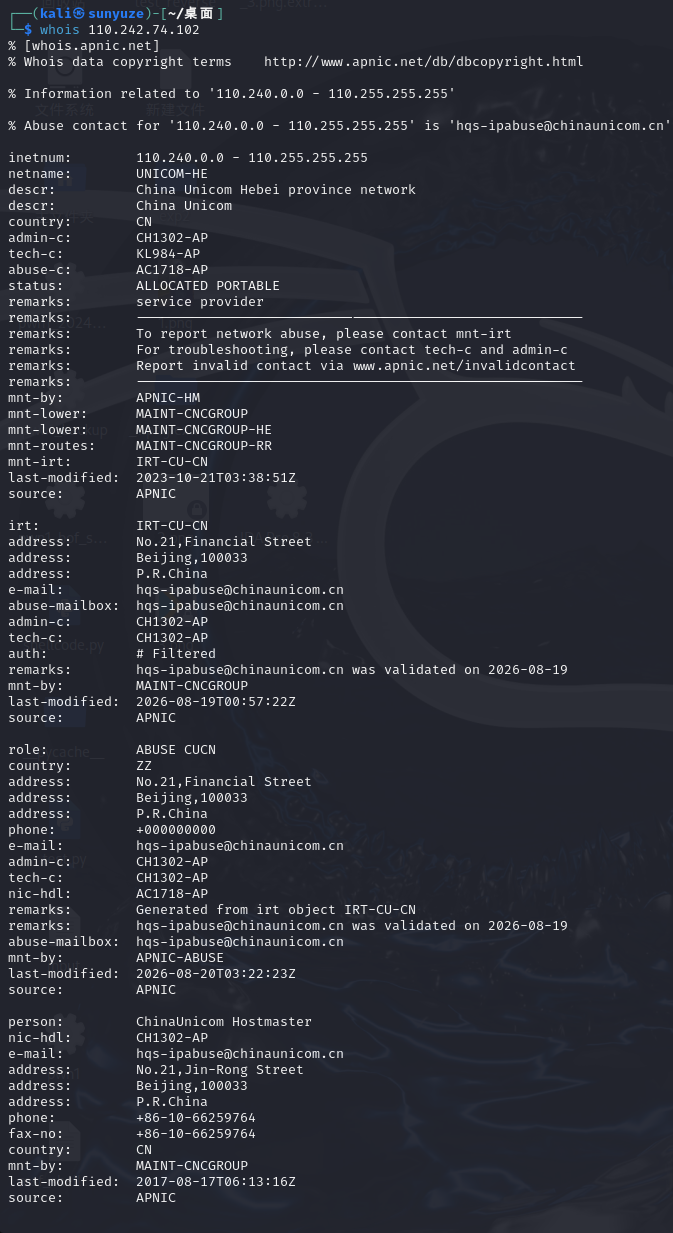 ┌──(kali㉿sunyuze)-[~/桌面]
└─$ whois 110.242.74.102
% [whois.apnic.net]
% Whois data copyright terms    http://www.apnic.net/db/dbcopyright.html

% Information related to '110.240.0.0 - 110.255.255.255'

% Abuse contact for '110.240.0.0 - 110.255.255.255' is 'hqs-ipabuse@chinaunicom.cn'

inetnum:        110.240.0.0 - 110.255.255.255
netname:        UNICOM-HE
descr:          China Unicom Hebei province network
descr:          China Unicom
country:        CN
admin-c:        CH1302-AP
tech-c:         KL984-AP
abuse-c:        AC1718-AP
status:         ALLOCATED PORTABLE
remarks:        service provider
remarks:        --------------------------------------------------------
remarks:        To report network abuse, please contact mnt-irt
remarks:        For troubleshooting, please contact tech-c and admin-c
remarks:        Report invalid contact via www.apnic.net/invalidcontact
remarks:        --------------------------------------------------------
mnt-by:         APNIC-HM
mnt-lower:      MAINT-CNCGROUP
mnt-lower:      MAINT-CNCGROUP-HE
mnt-routes:     MAINT-CNCGROUP-RR
mnt-irt:        IRT-CU-CN
last-modified:  2023-10-21T03:38:51Z
source:         APNIC

irt:            IRT-CU-CN
address:        No.21,Financial Street
address:        Beijing,100033
address:        P.R.China
e-mail:         hqs-ipabuse@chinaunicom.cn
abuse-mailbox:  hqs-ipabuse@chinaunicom.cn
admin-c:        CH1302-AP
tech-c:         CH1302-AP
auth:           # Filtered
remarks:        hqs-ipabuse@chinaunicom.cn was validated on 2026-08-19
mnt-by:         MAINT-CNCGROUP
last-modified:  2026-08-19T00:57:22Z
source:         APNIC

role:           ABUSE CUCN
country:        ZZ
address:        No.21,Financial Street
address:        Beijing,100033
address:        P.R.China
phone:          +000000000
e-mail:         hqs-ipabuse@chinaunicom.cn
admin-c:        CH1302-AP
tech-c:         CH1302-AP
nic-hdl:        AC1718-AP
remarks:        Generated from irt object IRT-CU-CN
remarks:        hqs-ipabuse@chinaunicom.cn was validated on 2026-08-19
abuse-mailbox:  hqs-ipabuse@chinaunicom.cn
mnt-by:         APNIC-ABUSE
last-modified:  2026-08-20T03:22:23Z
source:         APNIC

person:         ChinaUnicom Hostmaster
nic-hdl:        CH1302-AP
e-mail:         hqs-ipabuse@chinaunicom.cn
address:        No.21,Jin-Rong Street
address:        Beijing,100033
address:        P.R.China
phone:          +86-10-66259764
fax-no:         +86-10-66259764
country:        CN
mnt-by:         MAINT-CNCGROUP
last-modified:  2017-08-17T06:13:16Z
source:         APNIC